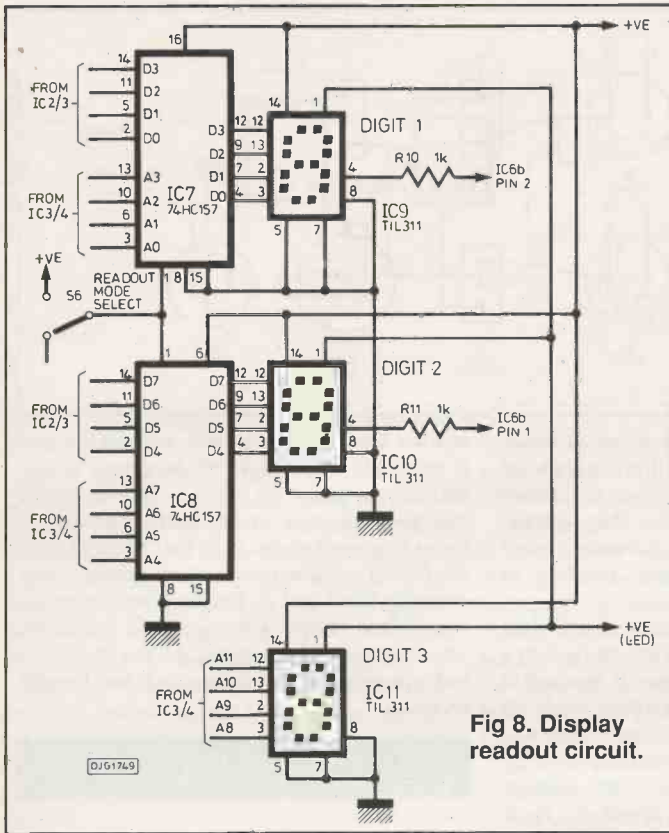 16
+VE
FROM
IC2/3
14 D3
11 D2
5 D1
2 D0
FROM
IC3/4
13 A3
10 A2
6 A1
3 A0
IC7
74HC157
D3 12 12
D2 9 13
D1 7 2
D0 4 3
1 8 15
14 1
DIGIT 1
4
8
5 7
R10 1k
IC6b
PIN 2
IC9
TIL311
+VE
READOUT
MODE
SELECT
S6
1 6
FROM
IC2/3
14 D7
11 D6
5 D5
2 D4
FROM
IC3/4
13 A7
10 A6
6 A5
3 A4
IC8
74HC157
D7 12 12
D6 9 13
D5 7 2
D4 4 3
8 15
14 1
DIGIT 2
4
8
5 7
R11 1k
IC6b
PIN 1
IC10
TIL 311
+VE
(LED)
14 1
DIGIT 3
FROM
IC3/4
A11 12
A10 13
A9 2
A8 3
8
5 7
IC11
TIL 311
Fig 8. Display
readout circuit.
DJG1749